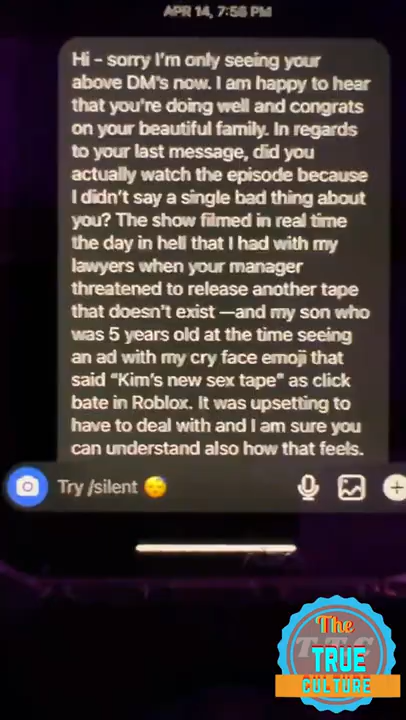 APR 14, 7:56 PM
Hi – sorry I'm only seeing your
above DM's now. I am happy to hear
that you're doing well and congrats
on your beautiful family. In regards
to your last message, did you
actually watch the episode because
I didn't say a single bad thing about
you? The show filmed in real time
the day in hell that I had with my
lawyers when your manager
threatened to release another tape
that doesn't exist —and my son who
was 5 years old at the time seeing
an ad with my cry face emoji that
said "Kim's new sex tape" as click
bate in Roblox. It was upsetting to
have to deal with and I am sure you
can understand also how that feels.
Try /silent 😴
The
T.T.C
TRUE
CULTURE